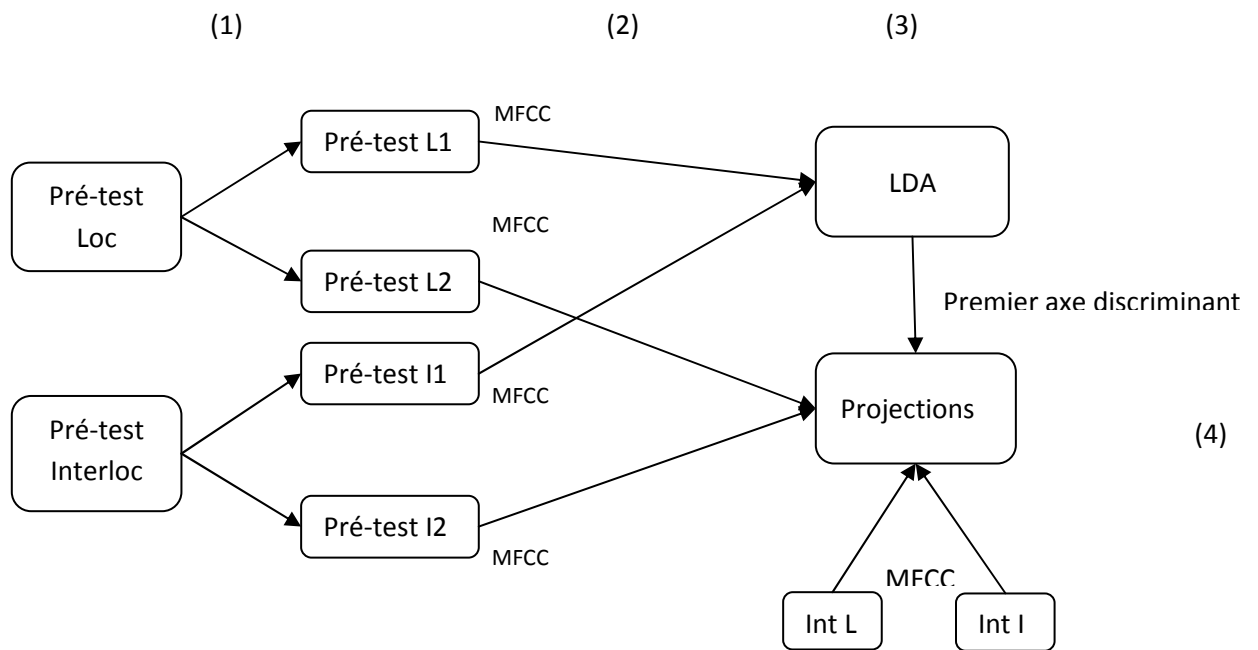 (1)
(2)
(3)
MFCC
Pré-test L1
LDA
Pré-test
Loc
MFCC
Pré-test L2
Premier axe discriminant
Pré-test I1
MFCC
Projections
Pré-test
Interloc
(4)
Pré-test I2
MFCC
MFCC
Int L
Int I